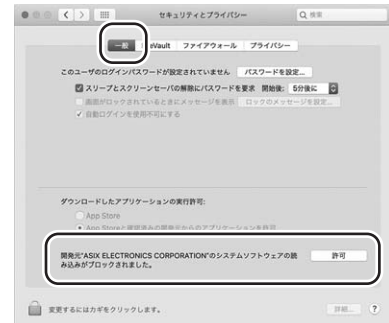 セキュリティとプライバシー
検索
一般
eVault
ファイアウォール
プライバシー
このユーザのログインパスワードが設定されていません
パスワードを設定...
スリープとスクリーンセーバの解除にパスワードを要求 開始後: 5分後に
画面がロックされているときにメッセージを表示
ロックのメッセージを設定...
自動ログインを使用不可にする
ダウンロードしたアプリケーションの実行許可:
App Store
App Storeと確認済みの開発元からのアプリケーションを許可
開発元"ASIX ELECTRONICS CORPORATION"のシステムソフトウェアの読
み込みがブロックされました。
許可
変更するにはカギをクリックします。
詳細...
?